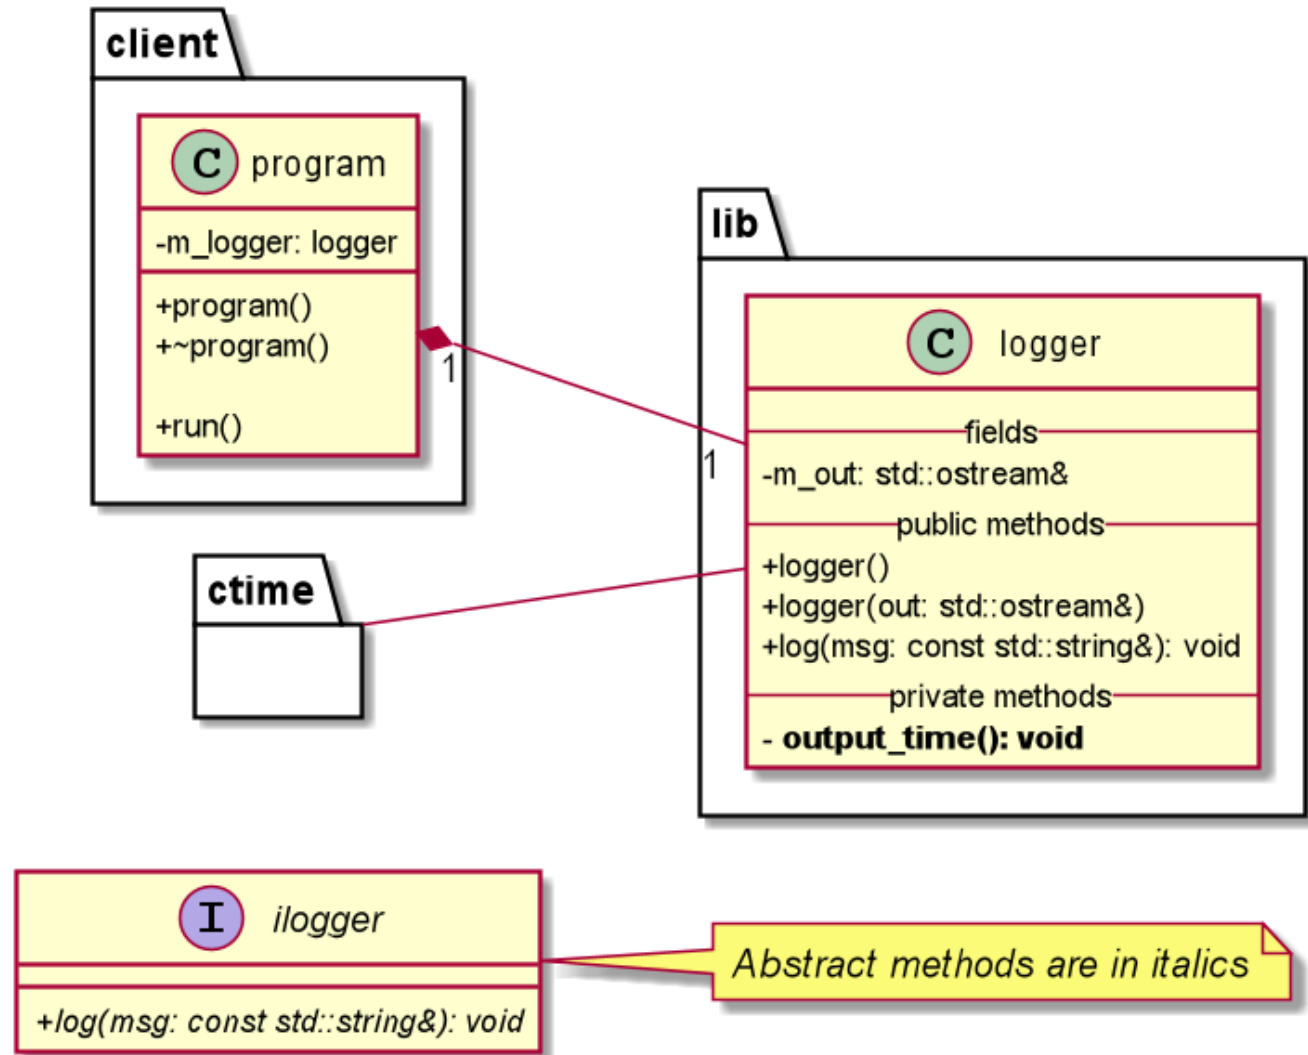 client
C program
-m_logger: logger
+program()
+~program()
+run()
1
lib
C logger
fields
-m_out: std::ostream&
public methods
+logger()
+logger(out: std::ostream&)
+log(msg: const std::string&): void
private methods
- output_time(): void
1
ctime
I ilogger
+log(msg: const std::string&): void
Abstract methods are in italics